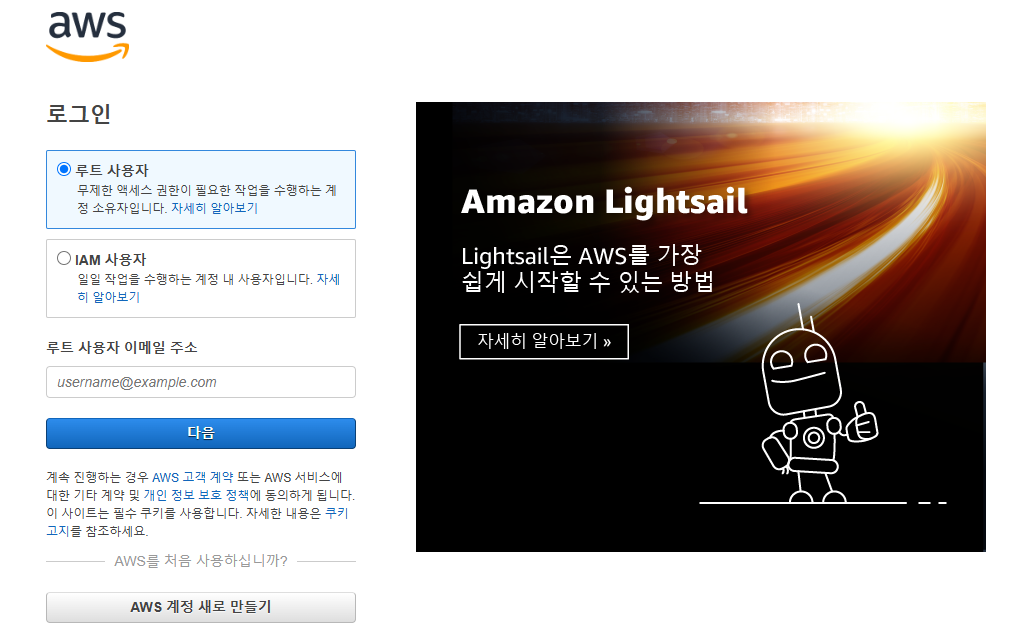 aws
로그인
루트 사용자
무제한 액세스 권한이 필요한 작업을 수행하는 계
정 소유자입니다. 자세히 알아보기
IAM 사용자
일일 작업을 수행하는 계정 내 사용자입니다. 자세
히 알아보기
루트 사용자 이메일 주소
username@example.com
다음
계속 진행하는 경우 AWS 고객 계약 또는 AWS 서비스에
대한 기타 계약 및 개인 정보 보호 정책에 동의하게 됩니다.
이 사이트는 필수 쿠키를 사용합니다. 자세한 내용은 쿠키
고지를 참조하세요.
AWS를 처음 사용하십니까?
AWS 계정 새로 만들기
Amazon Lightsail
Lightsail은 AWS를 가장
쉽게 시작할 수 있는 방법
자세히 알아보기 »